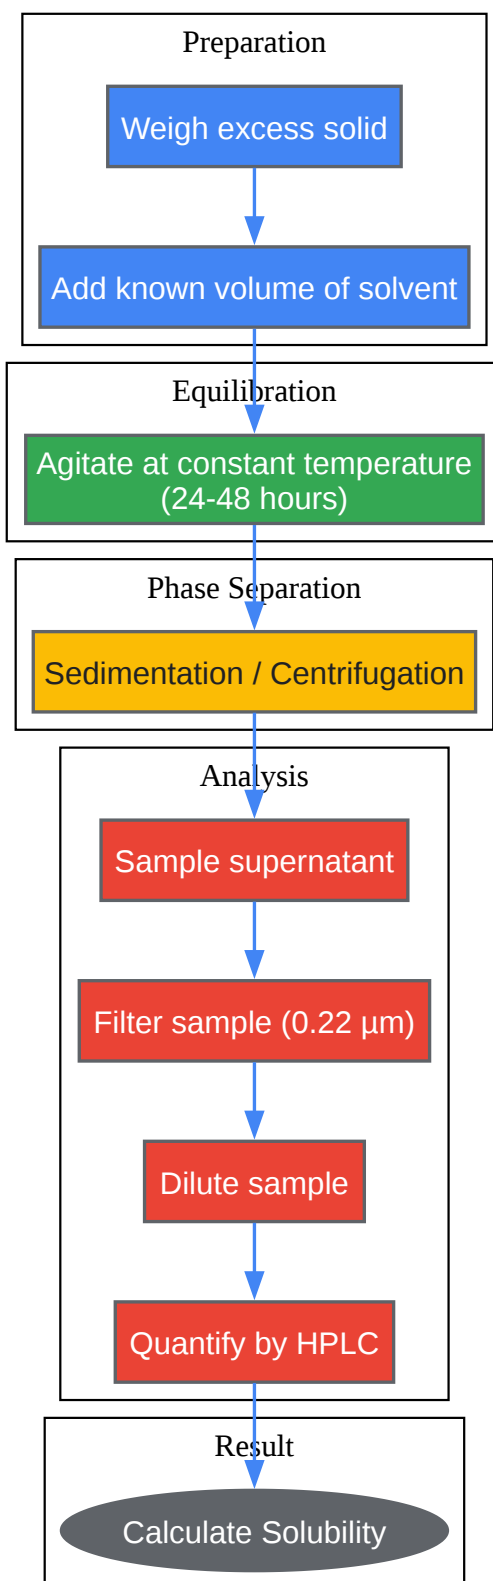 Preparation
Weigh excess solid
Add known volume of solvent
Equilibration
Agitate at constant temperature
(24-48 hours)
Phase Separation
Sedimentation / Centrifugation
Analysis
Sample supernatant
Filter sample (0.22 µm)
Dilute sample
Quantify by HPLC
Result
Calculate Solubility